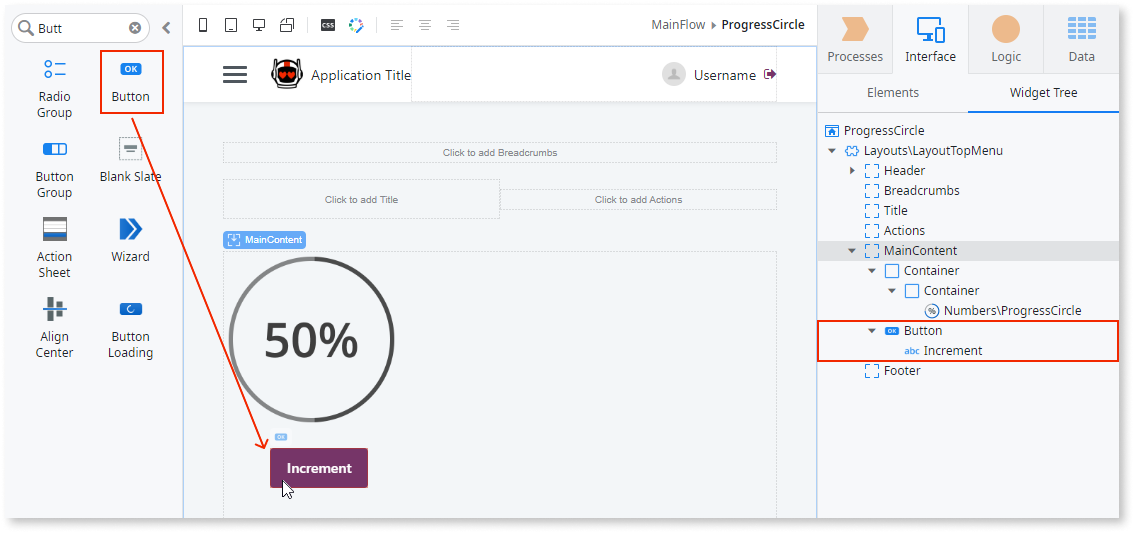 Butt
OK
Radio
Group
Button
Button
Group
Blank Slate
Action
Sheet
Wizard
Align
Center
Button
Loading
CSS
MainFlow ▸ ProgressCircle
Application Title
Username
Click to add Breadcrumbs
Click to add Title
Click to add Actions
MainContent
50%
OK
Increment
Processes
Interface
Logic
Data
Elements
Widget Tree
ProgressCircle
Layouts\LayoutTopMenu
Header
Breadcrumbs
Title
Actions
MainContent
Container
Container
% Numbers\ProgressCircle
OK Button
abc Increment
Footer